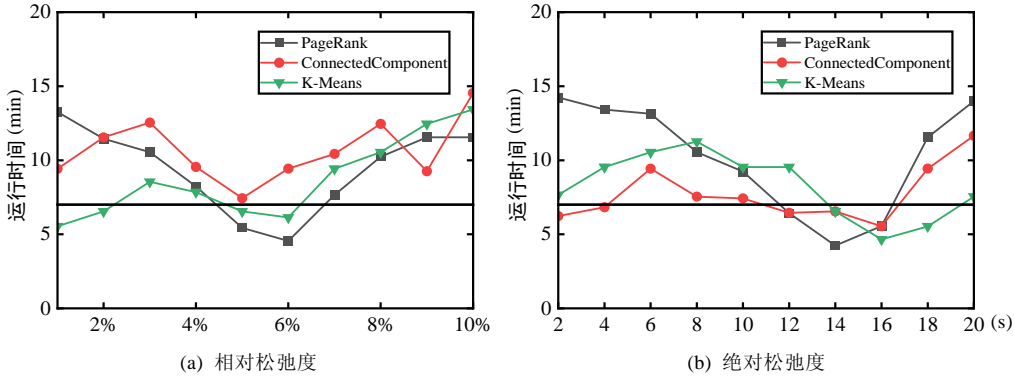 20
15
10
5
0
运行时间 (min)
PageRank
ConnectedComponent
K-Means
2% 4% 6% 8% 10%
(a) 相对松弛度
20
15
10
5
0
运行时间 (min)
PageRank
ConnectedComponent
K-Means
2 4 6 8 10 12 14 16 18 20 (s)
(b) 绝对松弛度